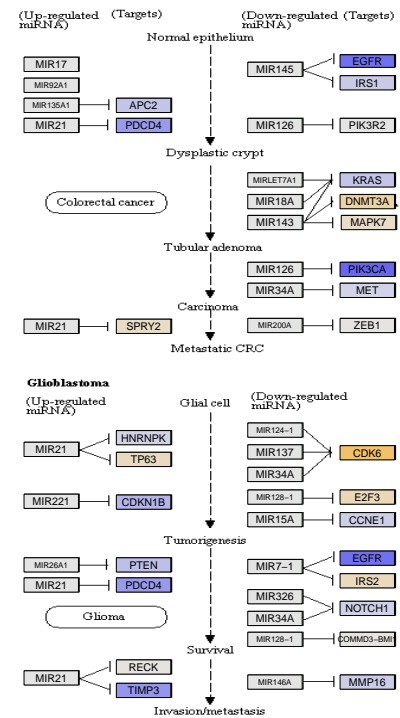 (Up-regulated miRNA) (Targets) (Down-regulated miRNA) (Targets)
Normal epithelium
MIR17
MIR92A1
MIR135A1 APC2
MIR21 PDCD4
MIR145 EGFR
IRS1
MIR126 PIK3R2
Dysplastic crypt
Colorectal cancer
MIRLET7A1 KRAS
MIR18A DNMT3A
MIR143 MAPK7
Tubular adenoma
MIR126 PIK3CA
MIR34A MET
Carcinoma
MIR21 SPRY2
MIR200A ZEB1
Metastatic CRC
Glioblastoma
(Up-regulated miRNA)
Glial cell
(Down-regulated miRNA)
MIR21 HNRNPK
TP63
MIR221 CDKN1B
MIR124-1
MIR137 CDK6
MIR34A
MIR128-1 E2F3
MIR15A CCNE1
Tumorigenesis
MIR26A1 PTEN
MIR21 PDCD4
Glioma
MIR7-1 EGFR
IRS2
MIR326
NOTCH1
MIR34A
MIR128-1 COMMD3-BMI1
Survival
MIR21 RECK
TIMP3
MIR146A MMP16
Invasion/metastasis